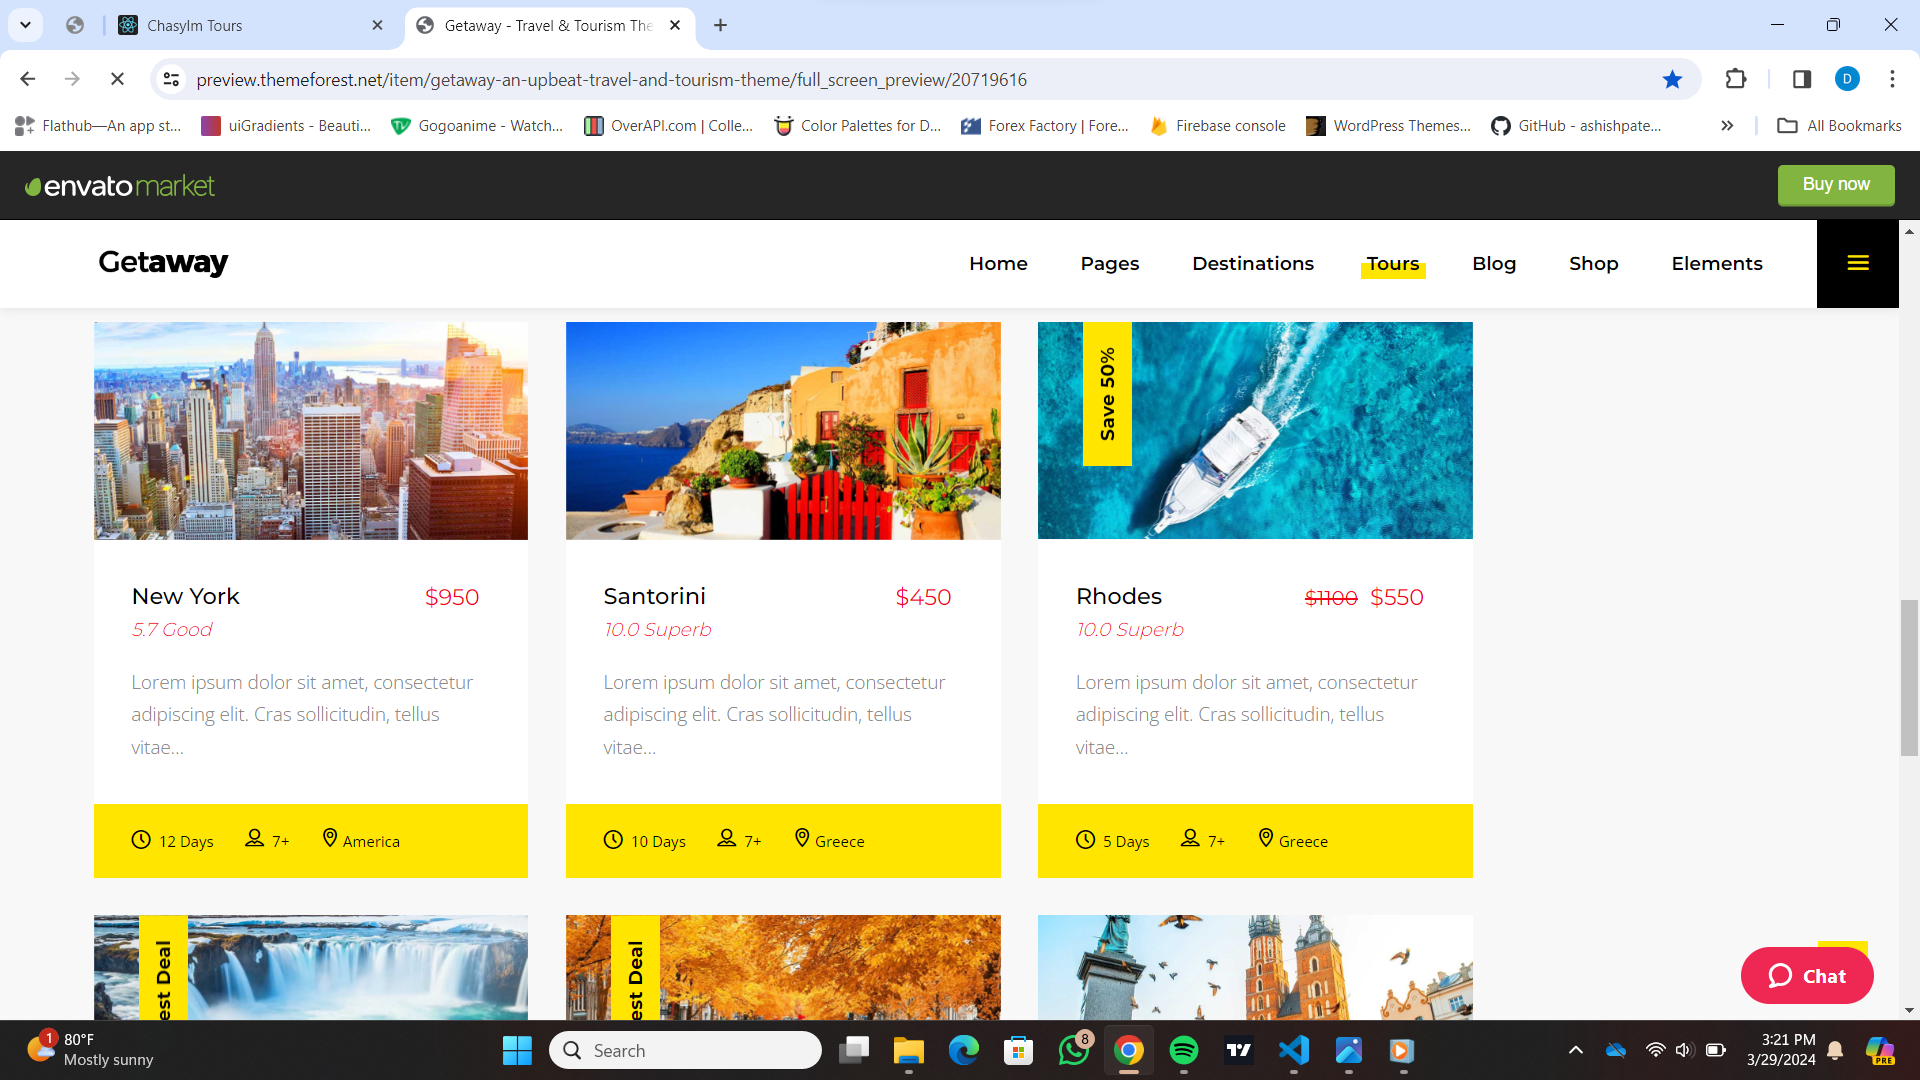 Chasylm Tours
Getaway - Travel & Tourism The
preview.themeforest.net/item/getaway-an-upbeat-travel-and-tourism-theme/full_screen_preview/20719616
D
Flathub—An app st...
uiGradients - Beauti...
Gogoanime - Watch...
OverAPI.com | Colle...
Color Palettes for D...
Forex Factory | Fore...
Firebase console
WordPress Themes...
GitHub - ashishpate...
All Bookmarks
envato market
Buy now
Getaway
Home
Pages
Destinations
Tours
Blog
Shop
Elements
Save 50%
New York
$950
5.7 Good
Lorem ipsum dolor sit amet, consectetur
adipiscing elit. Cras sollicitudin, tellus
vitae...
12 Days
7+
America
Santorini
$450
10.0 Superb
Lorem ipsum dolor sit amet, consectetur
adipiscing elit. Cras sollicitudin, tellus
vitae...
10 Days
7+
Greece
Rhodes
$1100 $550
10.0 Superb
Lorem ipsum dolor sit amet, consectetur
adipiscing elit. Cras sollicitudin, tellus
vitae...
5 Days
7+
Greece
est Deal
est Deal
Chat
1
80°F
Mostly sunny
Search
8
3:21 PM
3/29/2024
PRE